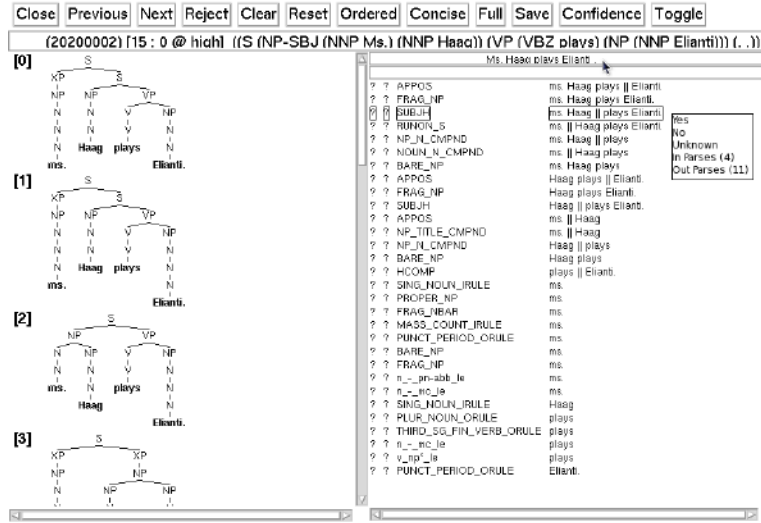 Close Previous Next Reject Clear Reset Ordered Concise Full Save Confidence Toggle
(20200002) [15 : 0 @ high] ((S (NP-SBJ (NNP Ms.) (NNP Haag)) (VP (VBZ plays) (NP (NNP Elianti))) (. .))
[0]
S
XP S
NP NP VP
N N V NP
N N V N
N Haag plays N
ms. Elianti.
[1]
S
XP S
NP NP VP
N N V NP
N N V N
N Haag plays N
ms. Elianti.
[2]
S
NP VP
N NP V NP
N N V N
ms. N plays N
Haag N
Elianti.
[3]
S
XP XP
NP NP
N NP NP
Ms. Haag plays Elianti .
? ? APPOS ms. Haag plays || Elianti.
? ? FRAG_NP ms. Haag plays Elianti.
? ? SUBJH ms. Haag || plays Elianti.
? ? RUNON_S ms. || Haag plays Elianti.
? ? NP_N_CMPND ms. Haag || plays
? ? NOUN_N_CMPND ms. || Haag plays
? ? BARE_NP ms. Haag plays
? ? APPOS Haag plays || Elianti.
? ? FRAG_NP Haag plays Elianti.
? ? SUBJH Haag || plays Elianti.
? ? APPOS ms. || Haag
? ? NP_TITLE_CMPND ms. || Haag
? ? NP_N_CMPND Haag || plays
? ? BARE_NP Haag plays
? ? HCOMP plays || Elianti.
? ? SING_NOUN_IRULE ms.
? ? PROPER_NP ms.
? ? FRAG_NBAR ms.
? ? MASS_COUNT_IRULE ms.
? ? PUNCT_PERIOD_ORULE ms.
? ? BARE_NP ms.
? ? FRAG_NP ms.
? ? n_-_pn-abb_le ms.
? ? n_-_mc_le ms.
? ? SING_NOUN_IRULE Haag
? ? PLUR_NOUN_ORULE plays
? ? THIRD_SG_FIN_VERB_ORULE plays
? ? n_-_mc_le plays
? ? v_np*_le plays
? ? PUNCT_PERIOD_ORULE Elianti.
Yes
No
Unknown
In Parses (4)
Out Parses (11)